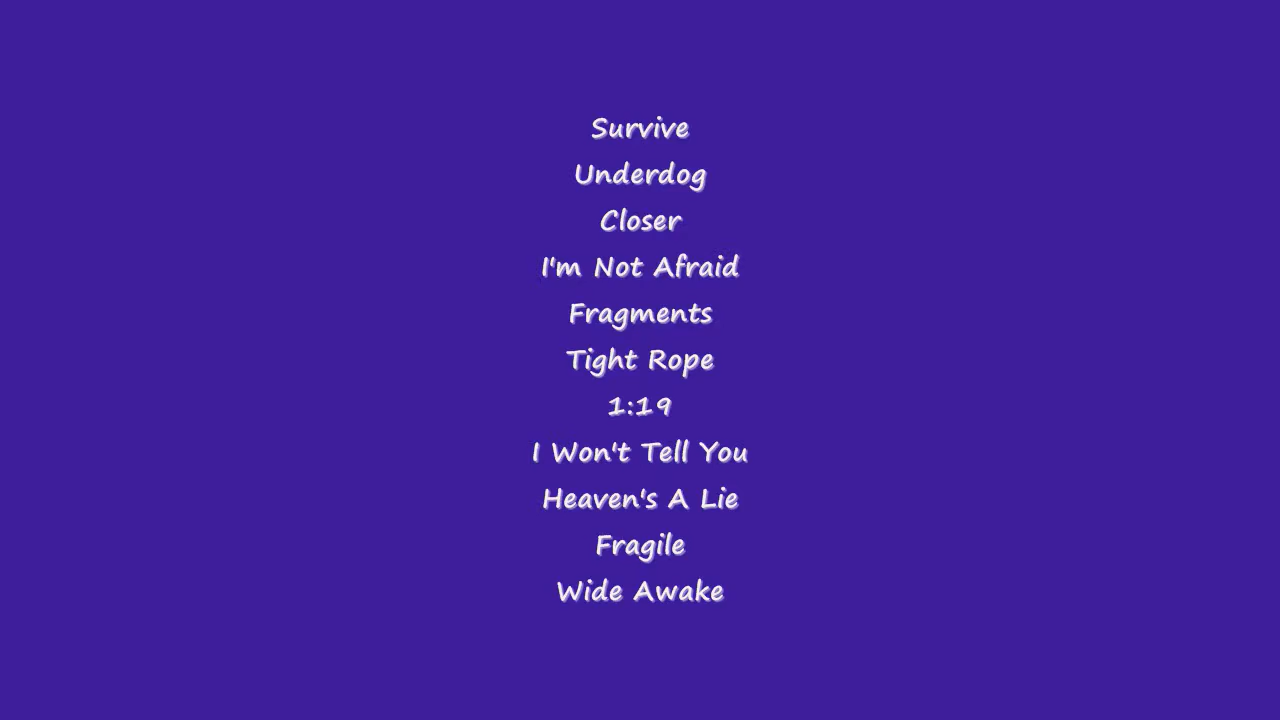 Survive
Underdog
Closer
I'm Not Afraid
Fragments
Tight Rope
1:19
I Won't Tell You
Heaven's A Lie
Fragile
Wide Awake